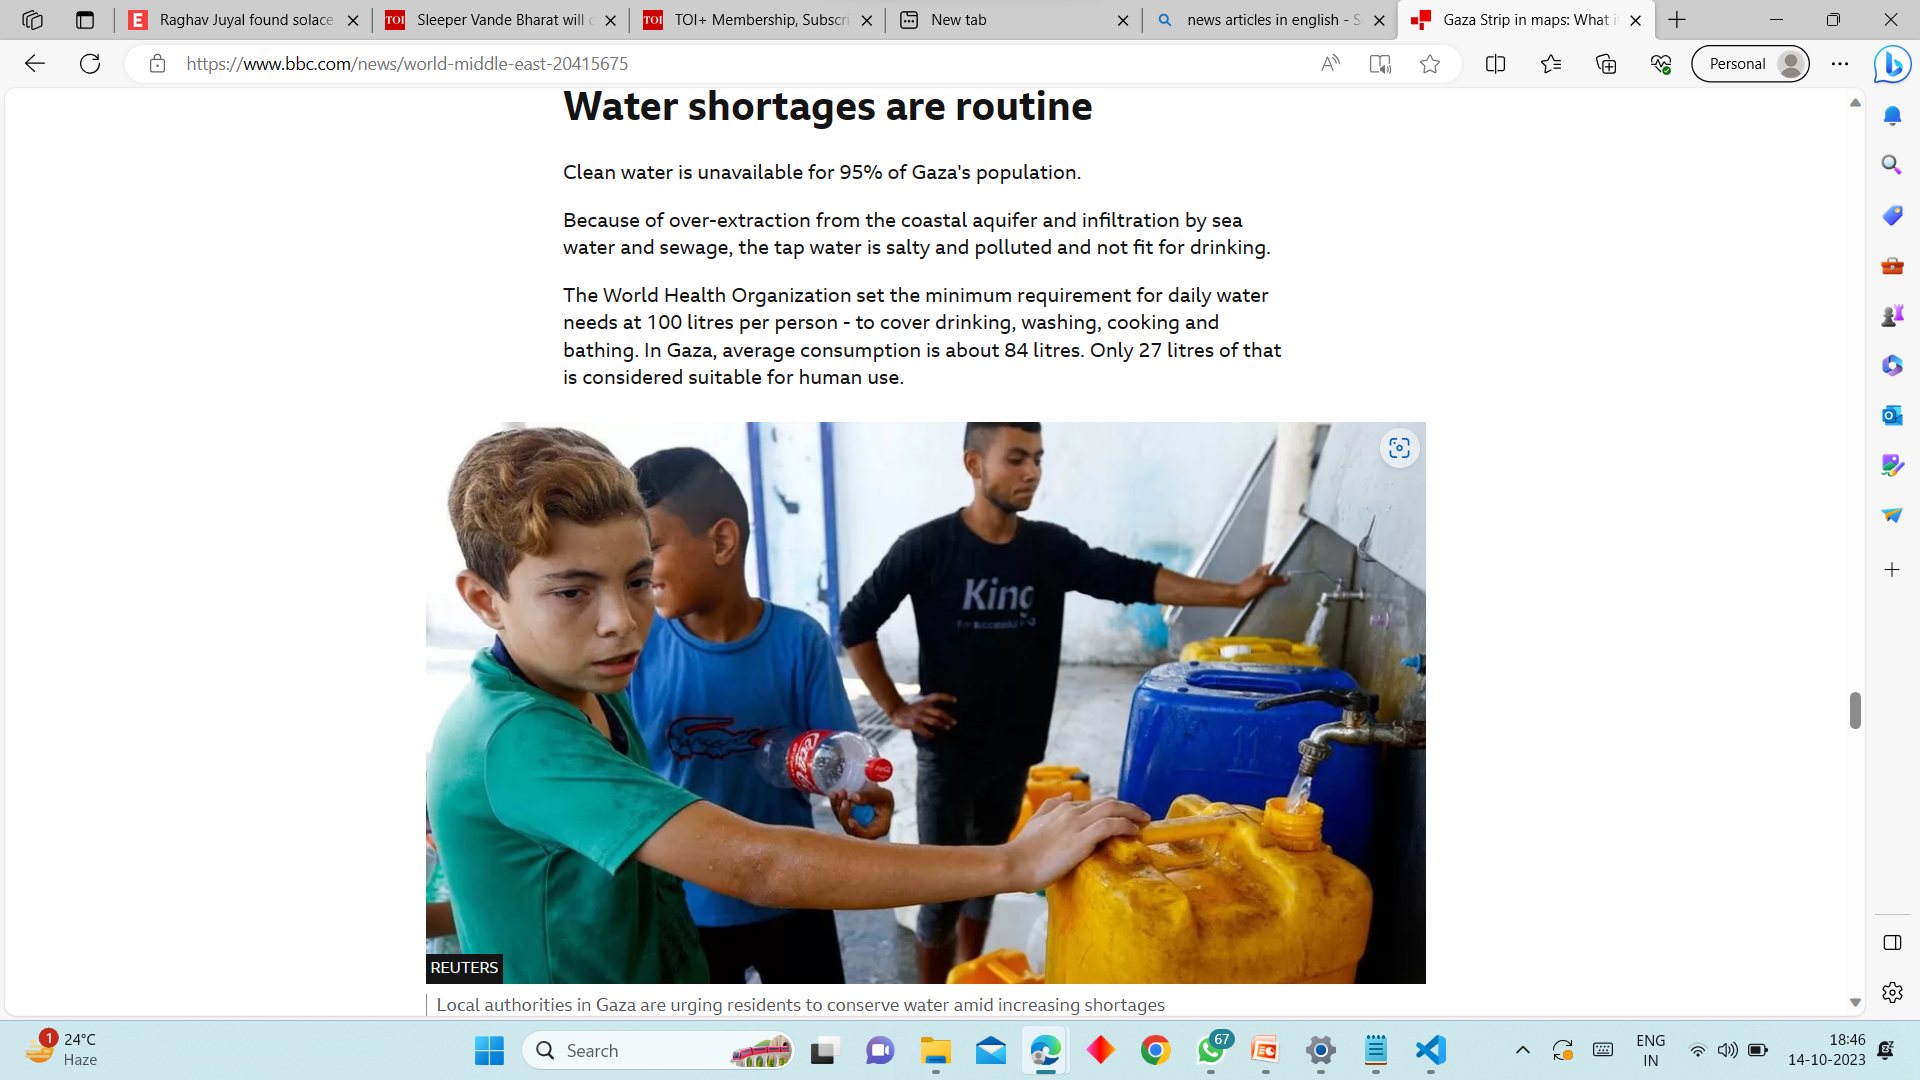 Raghav Juyal found solace
Sleeper Vande Bharat will
TOI
TOI+ Membership, Subscri
TOI
New tab
news articles in english - S
Gaza Strip in maps: What i
https://www.bbc.com/news/world-middle-east-20415675
Personal
Water shortages are routine
Clean water is unavailable for 95% of Gaza's population.
Because of over-extraction from the coastal aquifer and infiltration by sea
water and sewage, the tap water is salty and polluted and not fit for drinking.
The World Health Organization set the minimum requirement for daily water
needs at 100 litres per person - to cover drinking, washing, cooking and
bathing. In Gaza, average consumption is about 84 litres. Only 27 litres of that
is considered suitable for human use.
King
REUTERS
Local authorities in Gaza are urging residents to conserve water amid increasing shortages
1
24°C
Haze
Search
67
ENG
IN
18:46
14-10-2023